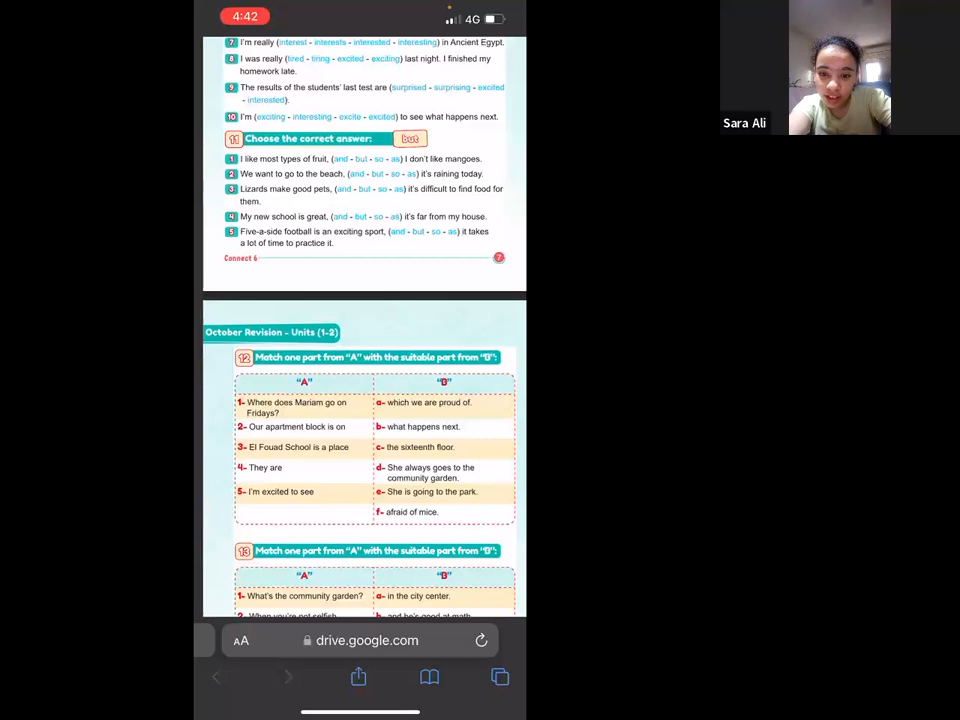 4:42
4G
7 I'm really (interest - interests - interested - interesting) in Ancient Egypt.
8 I was really (tired - tiring - excited - exciting) last night. I finished my
homework late.
9 The results of the students' last test are (surprised - surprising - excited
- interested).
10 I'm (exciting - interesting - excite - excited) to see what happens next.
11 Choose the correct answer: but
1 I like most types of fruit, (and - but - so - as) I don't like mangoes.
2 We want to go to the beach, (and - but - so - as) it's raining today.
3 Lizards make good pets, (and - but - so - as) it's difficult to find food for
them.
4 My new school is great, (and - but - so - as) it's far from my house.
5 Five-a-side football is an exciting sport, (and - but - so - as) it takes
a lot of time to practice it.
Connect 6 7
October Revision - Units (1-2)
12 Match one part from "A" with the suitable part from "B":
"A" "B"
1- Where does Mariam go on
Fridays?
a- which we are proud of.
2- Our apartment block is on b- what happens next.
3- El Fouad School is a place c- the sixteenth floor.
4- They are d- She always goes to the
community garden.
5- I'm excited to see e- She is going to the park.
f- afraid of mice.
13 Match one part from "A" with the suitable part from "B":
"A" "B"
1- What's the community garden? a- in the city center.
2- When you're not selfish b- and he's good at math
AA drive.google.com
Sara Ali